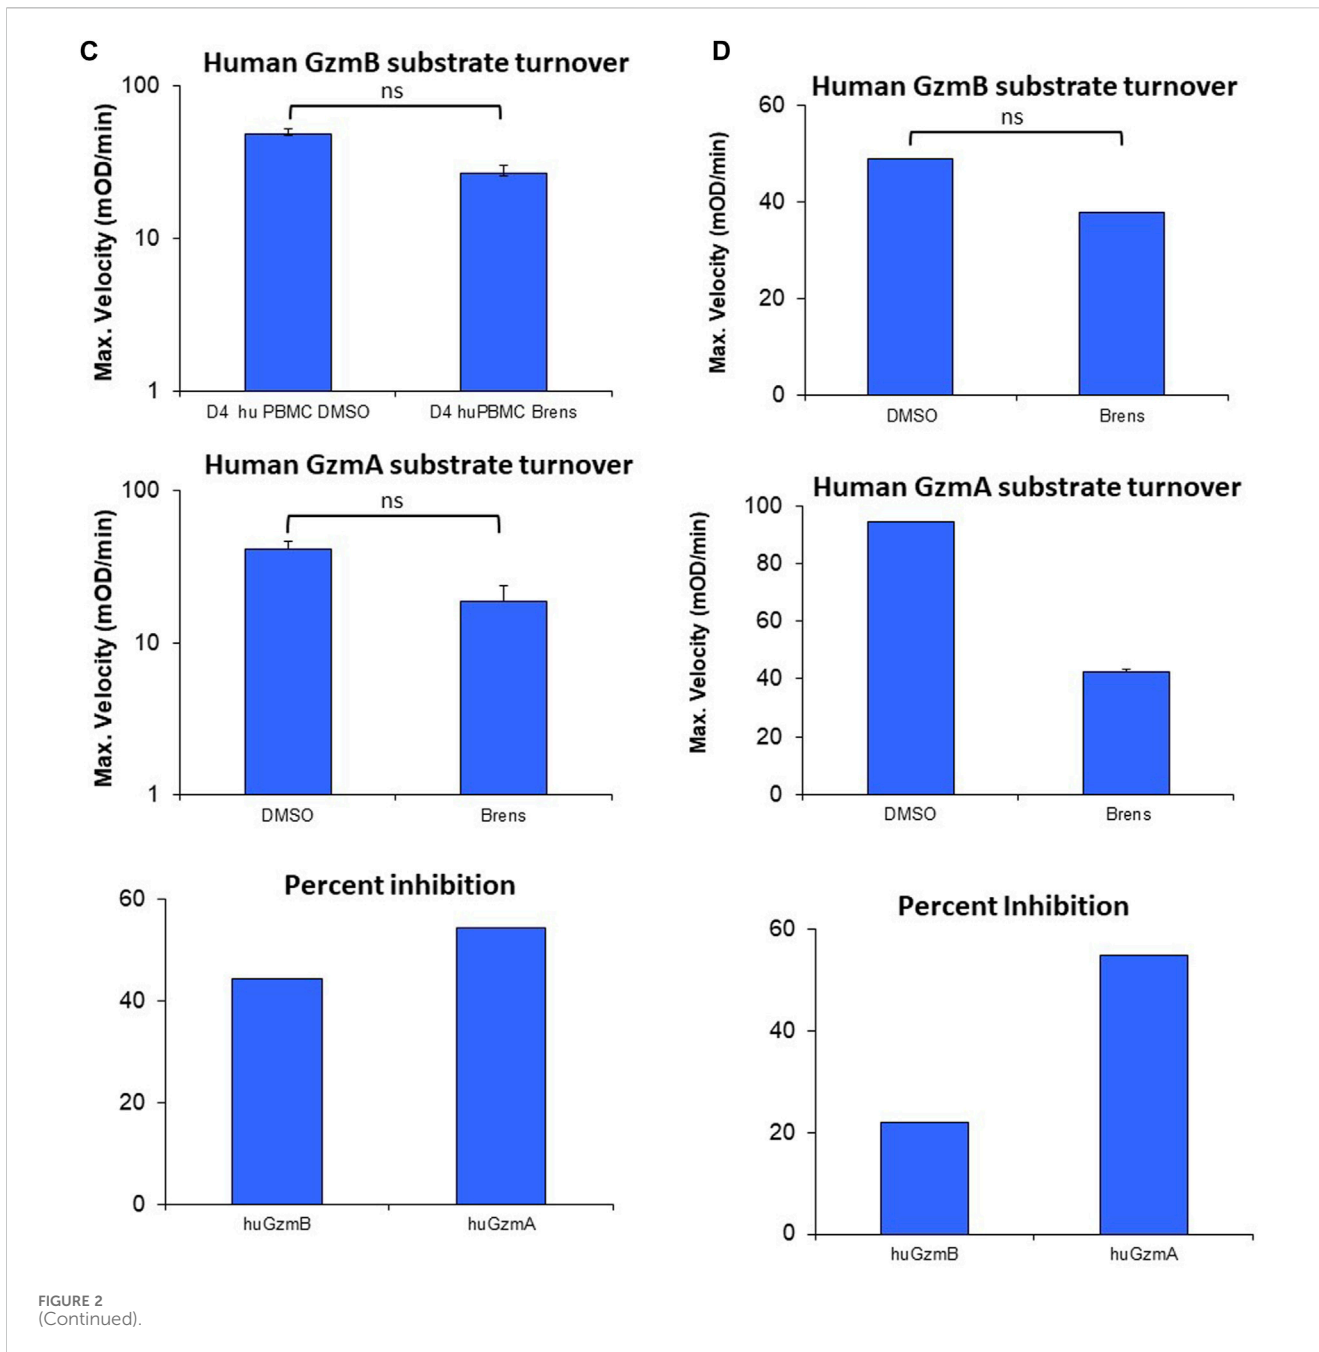 C
Human GzmB substrate turnover
ns
Max. Velocity (mOD/min)
100
10
1
D4 hu PBMC DMSO
D4 huPBMC Brens
Human GzmA substrate turnover
ns
Max. Velocity (mOD/min)
100
10
1
DMSO
Brens
Percent inhibition
60
40
20
0
huGzmB
huGzmA
D
Human GzmB substrate turnover
ns
Max. Velocity (mOD/min)
60
40
20
0
DMSO
Brens
Human GzmA substrate turnover
Max. Velocity (mOD/min)
100
80
60
40
20
0
DMSO
Brens
Percent Inhibition
60
40
20
0
huGzmB
huGzmA
FIGURE 2
(Continued).